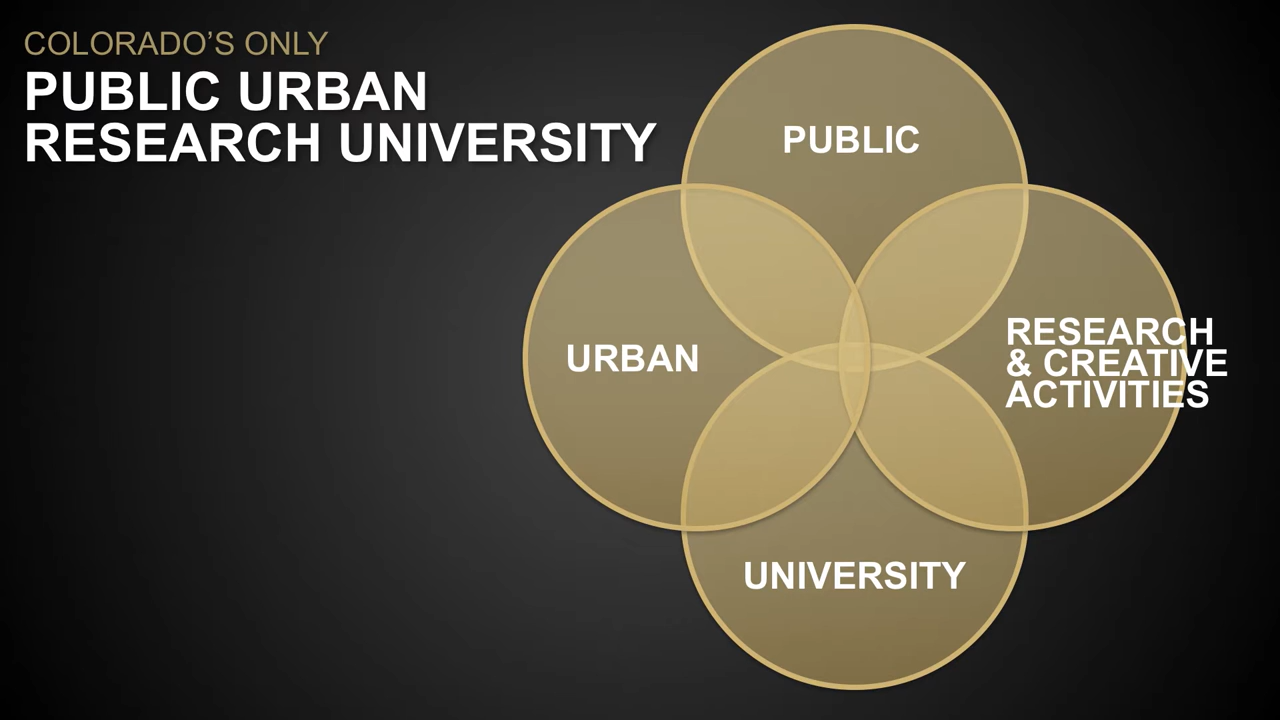 COLORADO’S ONLY
PUBLIC URBAN
RESEARCH UNIVERSITY
PUBLIC
URBAN
RESEARCH
& CREATIVE
ACTIVITIES
UNIVERSITY